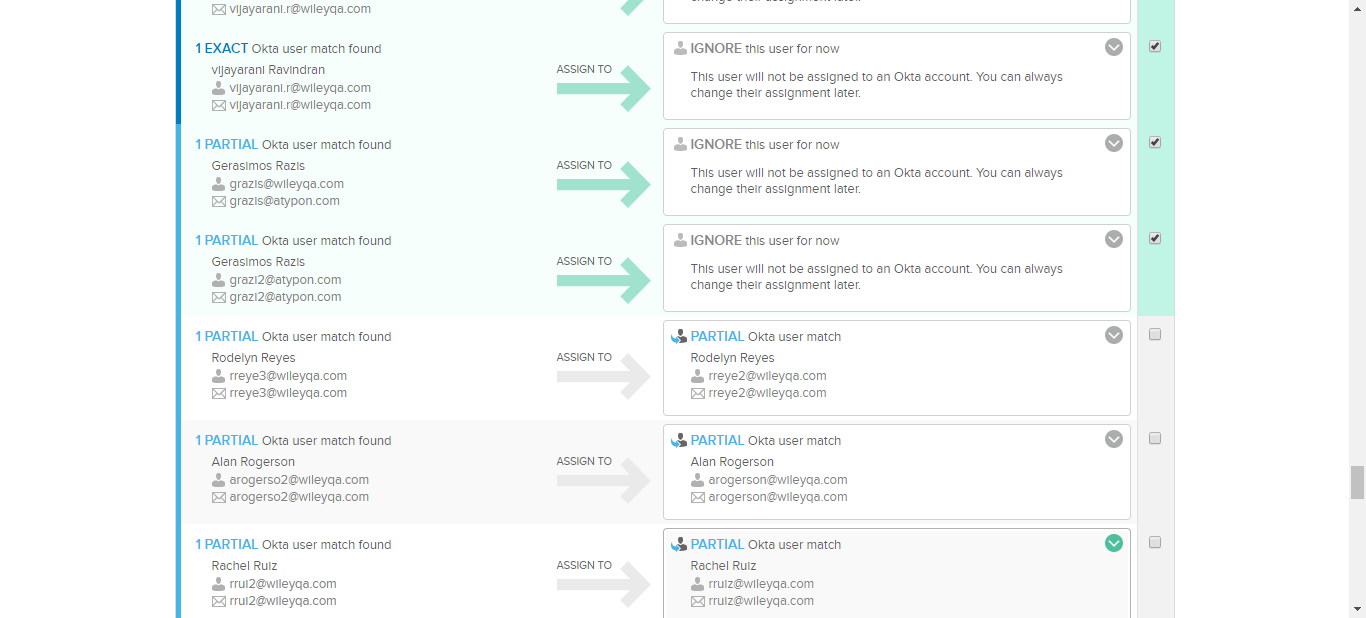 vijayarani.r@wileyqa.com
change their assignment later.
1 EXACT Okta user match found
vijayarani Ravindran
vijayarani.r@wileyqa.com
vijayarani.r@wileyqa.com
ASSIGN TO
IGNORE this user for now
This user will not be assigned to an Okta account. You can always
change their assignment later.
1 PARTIAL Okta user match found
Gerasimos Razis
grazis@wileyqa.com
grazis@atypon.com
ASSIGN TO
IGNORE this user for now
This user will not be assigned to an Okta account. You can always
change their assignment later.
1 PARTIAL Okta user match found
Gerasimos Razis
grazi2@atypon.com
grazi2@atypon.com
ASSIGN TO
IGNORE this user for now
This user will not be assigned to an Okta account. You can always
change their assignment later.
1 PARTIAL Okta user match found
Rodelyn Reyes
rreye3@wileyqa.com
rreye3@wileyqa.com
ASSIGN TO
PARTIAL Okta user match
Rodelyn Reyes
rreye2@wileyqa.com
rreye2@wileyqa.com
1 PARTIAL Okta user match found
Alan Rogerson
arogerso2@wileyqa.com
arogerso2@wileyqa.com
ASSIGN TO
PARTIAL Okta user match
Alan Rogerson
arogerson@wileyqa.com
arogerson@wileyqa.com
1 PARTIAL Okta user match found
Rachel Ruiz
rrui2@wileyqa.com
rrui2@wileyqa.com
ASSIGN TO
PARTIAL Okta user match
Rachel Ruiz
rruiz@wileyqa.com
rruiz@wileyqa.com